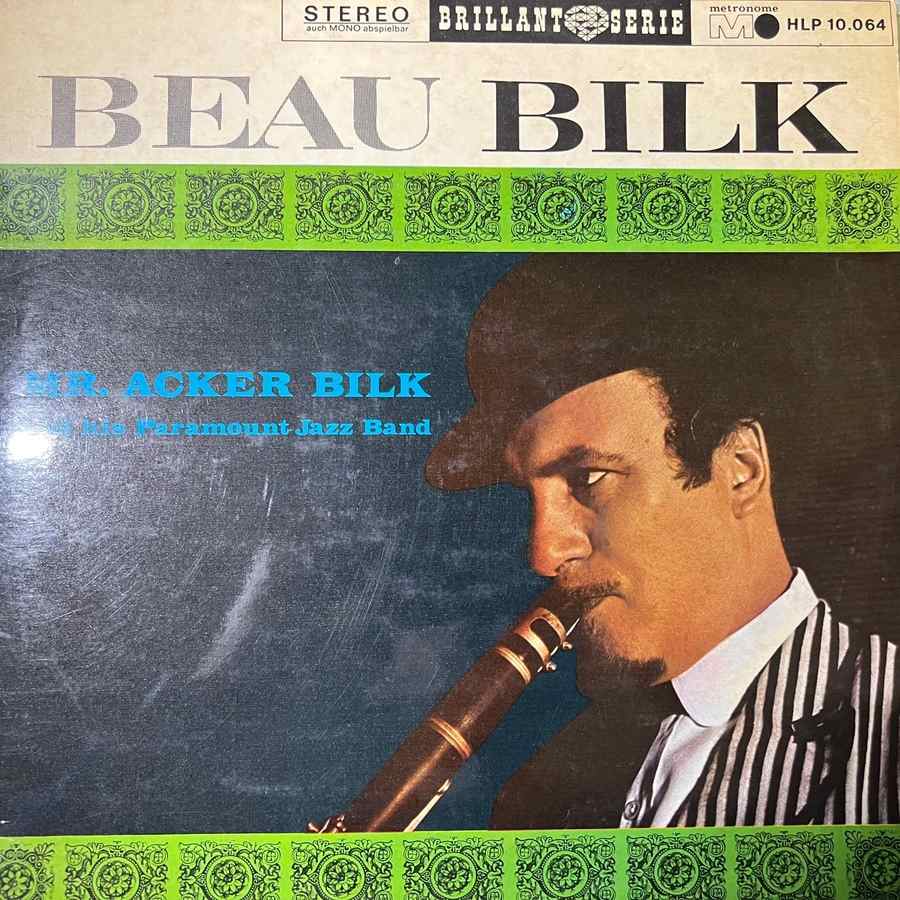 STEREO
auch MONO abspielbar
BRILLANT SERIE
metronome
M
HLP 10.064
BEAU BILK
MR. ACKER BILK
and his Paramount Jazz Band